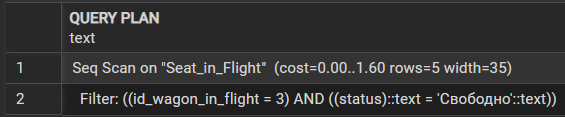 QUERY PLAN
text
1 Seq Scan on "Seat_in_Flight" (cost=0.00..1.60 rows=5 width=35)
2 Filter: ((id_wagon_in_flight = 3) AND ((status)::text = 'Свободно'::text))